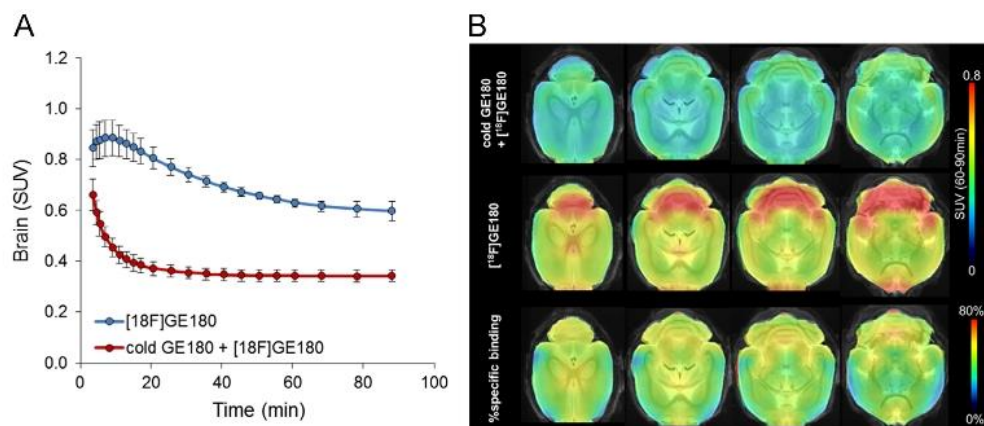 A
1.2
1.0
0.8
0.6
0.4
0.2
0.0
Brain (SUV)
[18F]GE180
cold GE180 + [18F]GE180
0
20
40
60
80
100
Time (min)
B
cold GE180
+ [¹⁸F]GE180
[¹⁸F]GE180
%specific binding
0.8
SUV (60-90min)
0
80%
0%